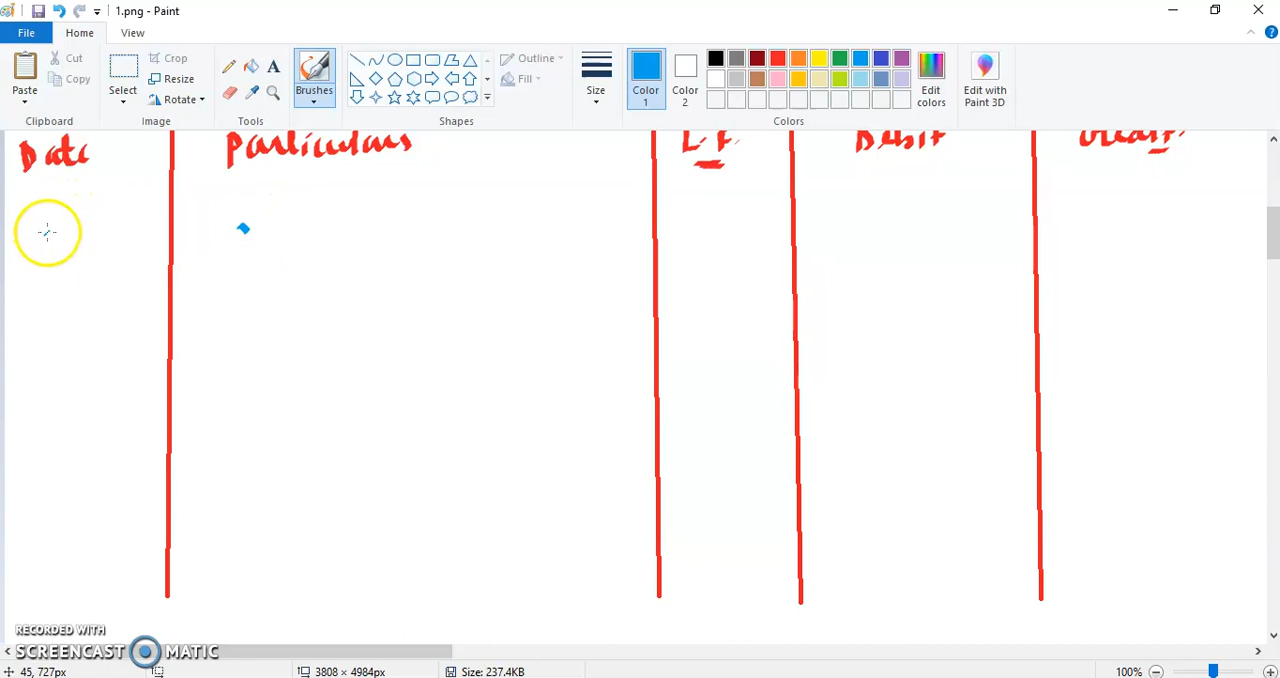 1.png - Paint
File Home View
Paste Cut Copy Select Crop Resize Rotate Brushes Outline Fill Size Color 1 Color 2 Edit colors Edit with Paint 3D
Clipboard Image Tools Shapes Colors
Date Particulars L.F. Debit Credit
RECORDED WITH
SCREENCAST MATIC
45, 727px 3808 × 4984px Size: 237.4KB 100%